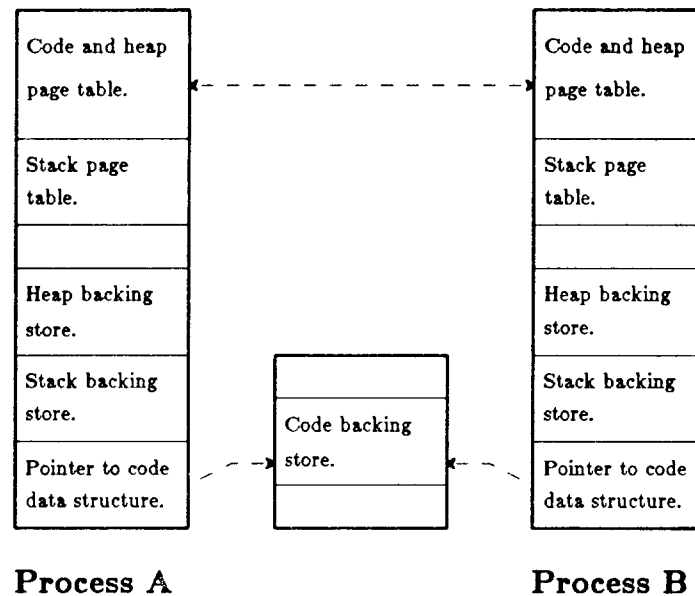 Code and heap
page table.
Stack page
table.
Heap backing
store.
Stack backing
store.
Pointer to code
data structure.
Process A
Code backing
store.
Code and heap
page table.
Stack page
table.
Heap backing
store.
Stack backing
store.
Pointer to code
data structure.
Process B